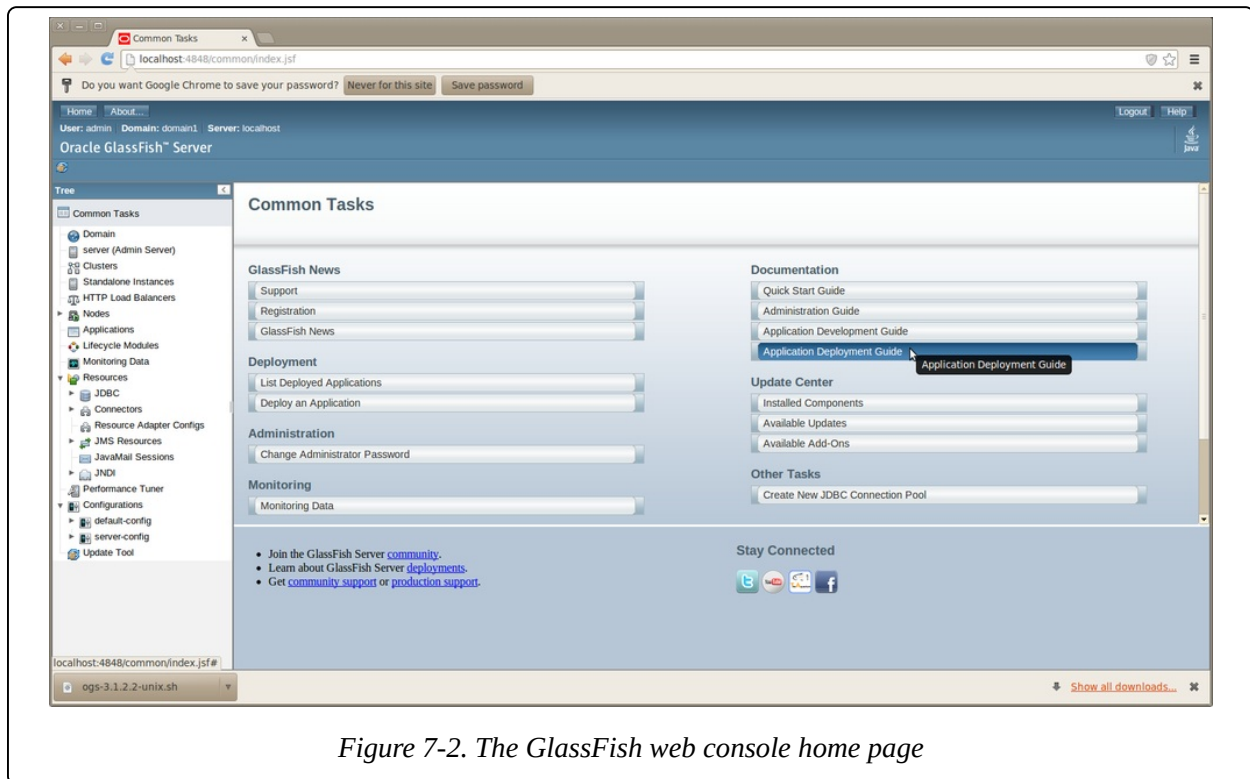 Common Tasks
localhost:4848/common/index.jsf
Do you want Google Chrome to save your password? Never for this site Save password
Home About... Logout Help
User: admin Domain: domain1 Server: localhost
Oracle GlassFish™ Server
Java
Tree
Common Tasks
Domain
server (Admin Server)
Clusters
Standalone Instances
HTTP Load Balancers
Nodes
Applications
Lifecycle Modules
Monitoring Data
Resources
JDBC
Connectors
Resource Adapter Configs
JMS Resources
JavaMail Sessions
JNDI
Performance Tuner
Configurations
default-config
server-config
Update Tool
Common Tasks
GlassFish News
Support
Registration
GlassFish News
Deployment
List Deployed Applications
Deploy an Application
Administration
Change Administrator Password
Monitoring
Monitoring Data
Documentation
Quick Start Guide
Administration Guide
Application Development Guide
Application Deployment Guide
Application Deployment Guide
Update Center
Installed Components
Available Updates
Available Add-Ons
Other Tasks
Create New JDBC Connection Pool
• Join the GlassFish Server community.
• Learn about GlassFish Server deployments.
• Get community support or production support.
Stay Connected
localhost:4848/common/index.jsf#
ogs-3.1.2.2-unix.sh
Show all downloads...
Figure 7-2. The GlassFish web console home page